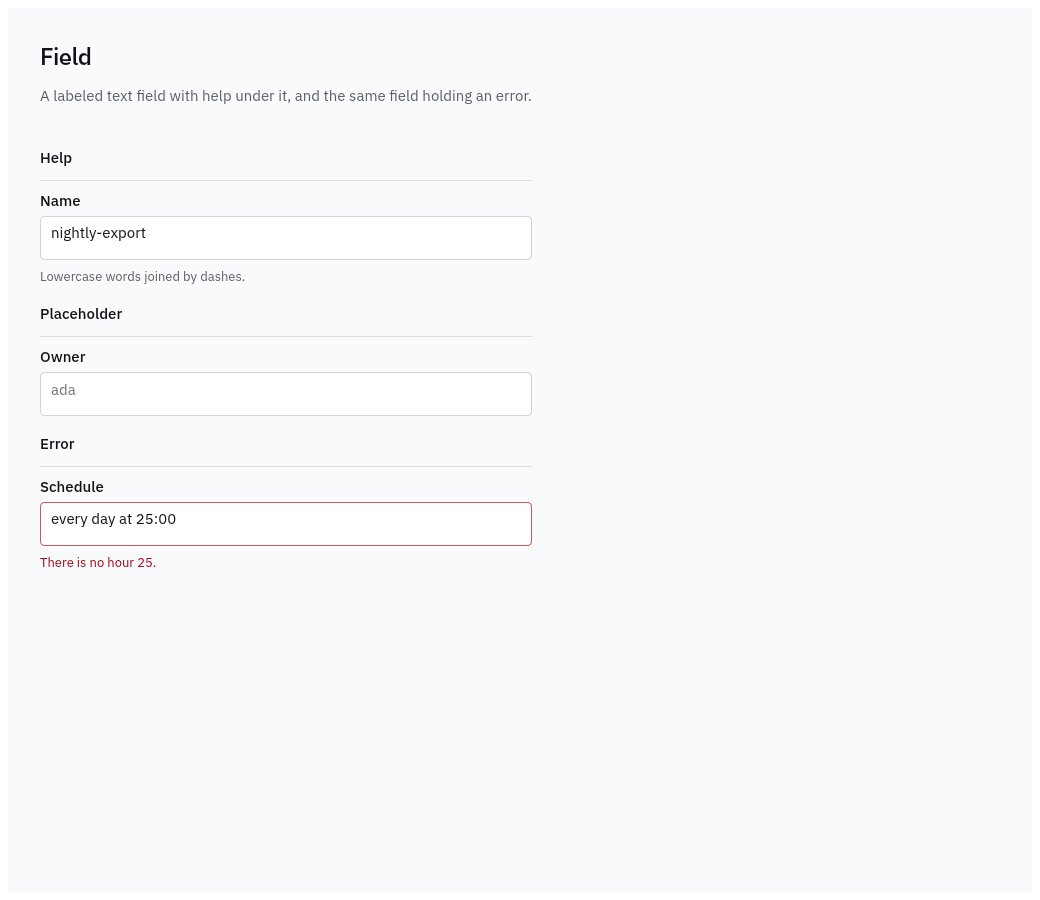 Field
A labeled text field with help under it, and the same field holding an error.
Help
Name
nightly-export
Lowercase words joined by dashes.
Placeholder
Owner
ada
Error
Schedule
every day at 25:00
There is no hour 25.